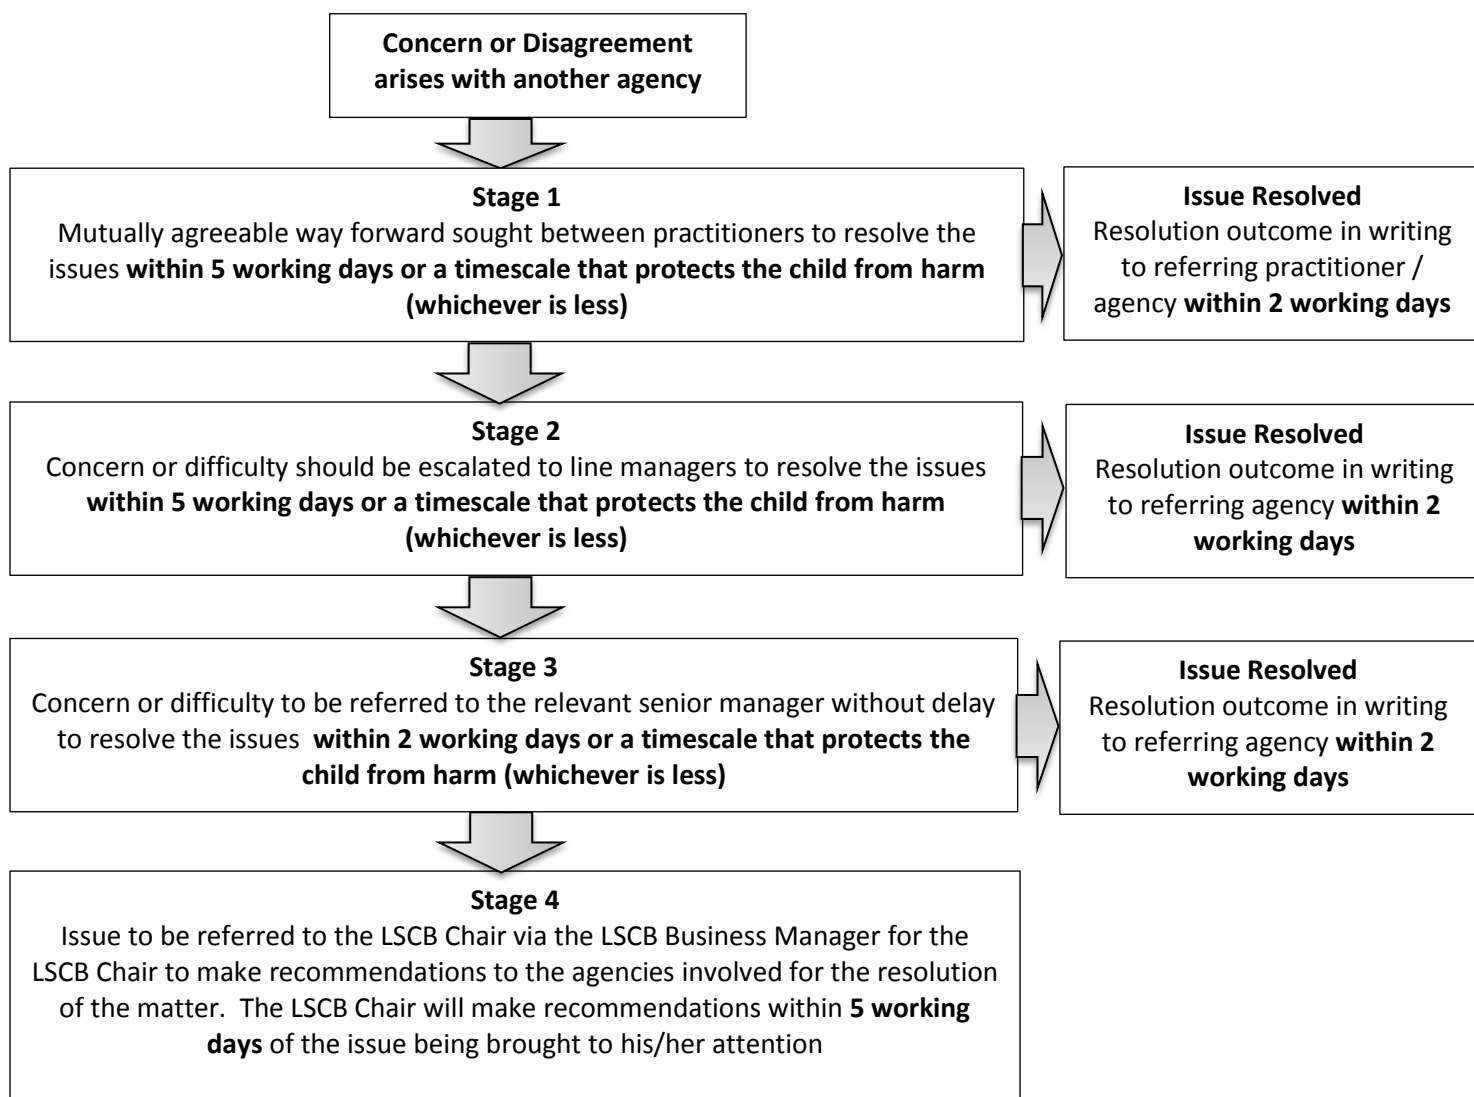 Concern or Disagreement
arises with another agency
Stage 1
Mutually agreeable way forward sought between practitioners to resolve the
issues within 5 working days or a timescale that protects the child from harm
(whichever is less)
Issue Resolved
Resolution outcome in writing
to referring practitioner /
agency within 2 working days
Stage 2
Concern or difficulty should be escalated to line managers to resolve the issues
within 5 working days or a timescale that protects the child from harm
(whichever is less)
Issue Resolved
Resolution outcome in writing
to referring agency within 2
working days
Stage 3
Concern or difficulty to be referred to the relevant senior manager without delay
to resolve the issues within 2 working days or a timescale that protects the
child from harm (whichever is less)
Issue Resolved
Resolution outcome in writing
to referring agency within 2
working days
Stage 4
Issue to be referred to the LSCB Chair via the LSCB Business Manager for the
LSCB Chair to make recommendations to the agencies involved for the resolution
of the matter. The LSCB Chair will make recommendations within 5 working
days of the issue being brought to his/her attention